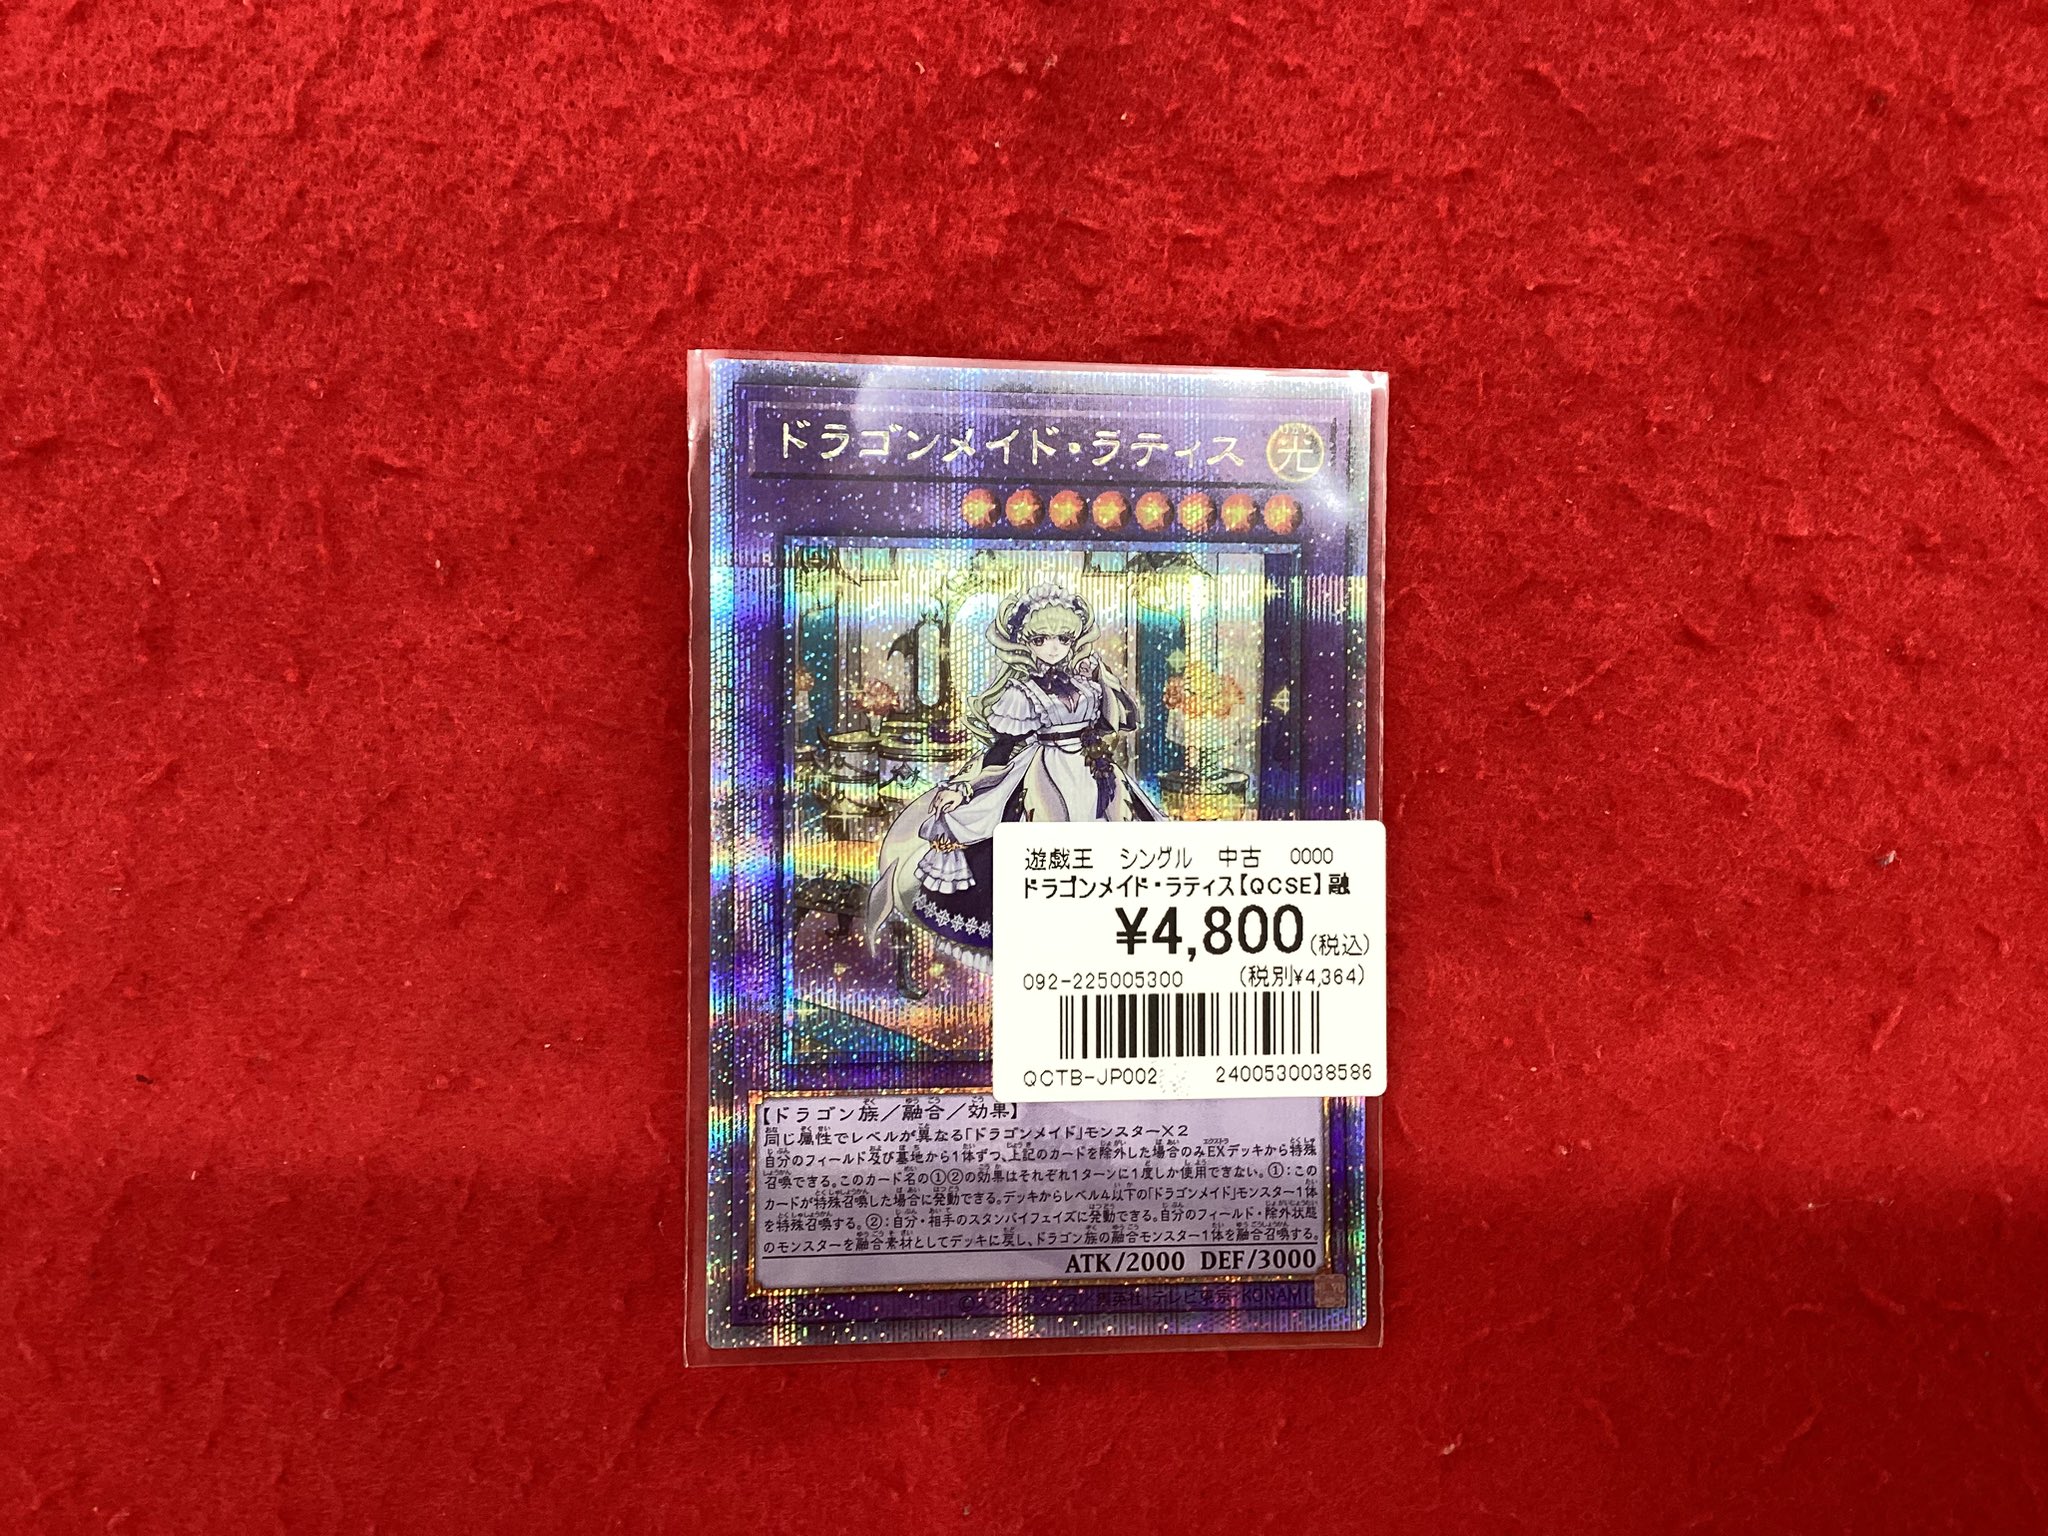 ドラゴンメイド・ラティス 光
遊戯王 シングル 中古 0000
ドラゴンメイド・ラティス【QCSE】融
¥4,800(税込)
092-225005300 (税別¥4,364)
QCTB-JP002 2400530038586
【ドラゴン族／融合／効果】
同じ属性でレベルが異なる「ドラゴンメイド」モンスター×2
自分のフィールド及び墓地から1体ずつ、上記のカードを除外した場合のみEXデッキから特殊
召喚できる。このカード名の①②の効果はそれぞれ1ターンに1度しか使用できない。①：この
カードが特殊召喚した場合に発動できる。デッキからレベル4以下の「ドラゴンメイド」モンスター1体
を特殊召喚する。②：自分・相手のスタンバイフェイズに発動できる。自分のフィールド・除外状態
のモンスターを融合素材としてデッキに戻し、ドラゴン族の融合モンスター1体を融合召喚する。
ATK/2000 DEF/3000
©スタジオ・ダイス／集英社・テレビ東京・KONAMI